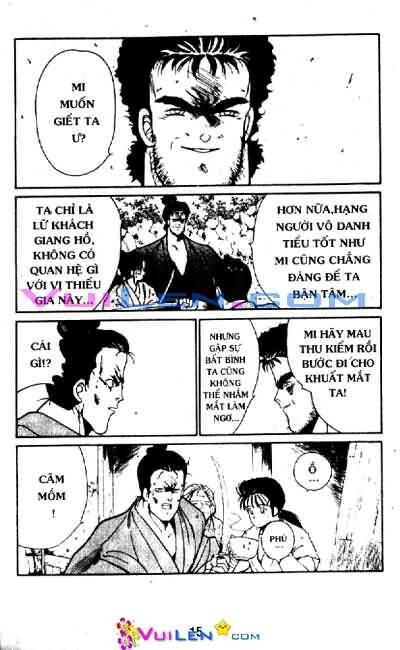 MI
MUỐN
GIẾT TA
Ư?
TA CHỈ LÀ
LỮ KHÁCH
GIANG HỒ,
KHÔNG CÓ
QUAN HỆ GÌ
VỚI VỊ THIẾU
GIA NÀY...
HƠN NỮA,HẠNG
NGƯỜI VÔ DANH
TIỂU TỐT NHƯ
MI CŨNG CHẲNG
ĐÁNG ĐỂ TA
BẬN TÂM...
VUILEN.COM
CÁI
GÌ!?
NHƯNG
GẶP SỰ
BẤT BÌNH
TA CŨNG
KHÔNG
THỂ NHẮM
MẮT LÀM
NGƠ...
MI HÃY MAU
THU KIẾM RỒI
BƯỚC ĐI CHO
KHUẤT MẮT
TA!
CÂM
MỒM
!
Ồ
...
PHÙ
...
15
VUILEN.COM